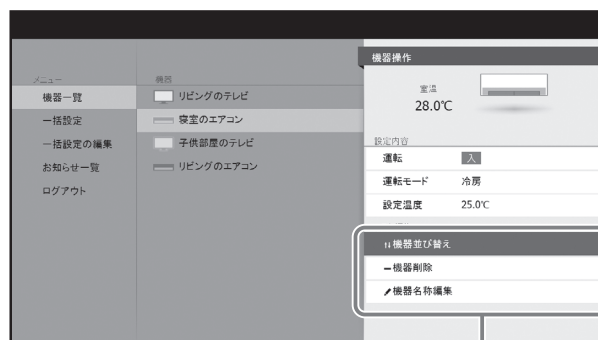 メニュー
機器一覧
一括設定
一括設定の編集
お知らせ一覧
ログアウト
機器
リビングのテレビ
寝室のエアコン
子供部屋のテレビ
リビングのエアコン
機器操作
室温
28.0℃
設定内容
運転 入
運転モード 冷房
設定温度 25.0℃
機器並び替え
機器削除
機器名称編集